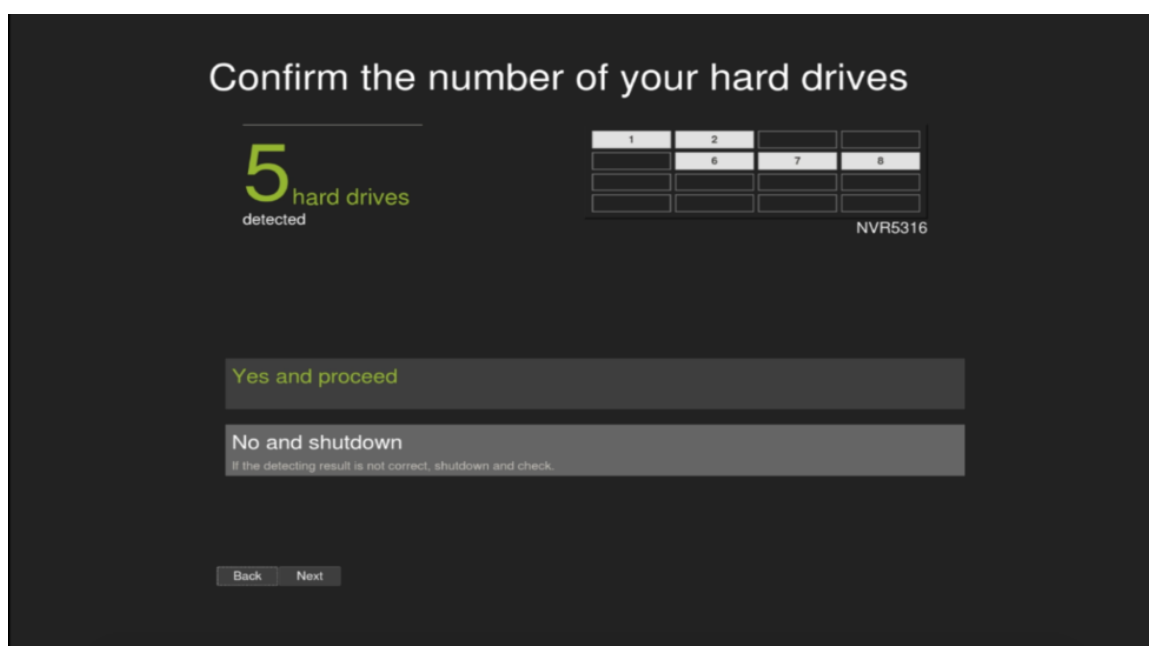 Confirm the number of your hard drives
5 hard drives
detected
1 2
6 7 8
NVR5316
Yes and proceed
No and shutdown
If the detecting result is not correct, shutdown and check.
Back Next